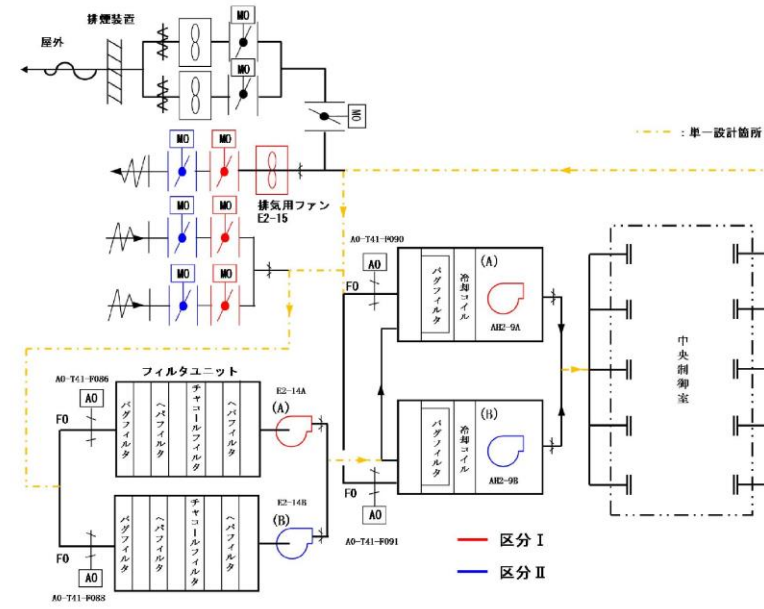 排煙装置
屋外
MO
MO
MO
：単一設計箇所
MO
MO
排気用ファン
E2-15
MO
MO
MO
MO
AO-T41-F090
AO
FO
バグフィルタ
冷却コイル
(A)
AH2-9A
中央制御室
フィルタユニット
AO-T41-F086
AO
FO
バグフィルタ
ヘパフィルタ
チャコールフィルタ
ヘパフィルタ
E2-14A
(A)
バグフィルタ
冷却コイル
(B)
AH2-9B
FO
AO
AO-T41-F091
バグフィルタ
ヘパフィルタ
チャコールフィルタ
ヘパフィルタ
E2-14B
(B)
FO
AO
AO-T41-F088
区分Ⅰ
区分Ⅱ